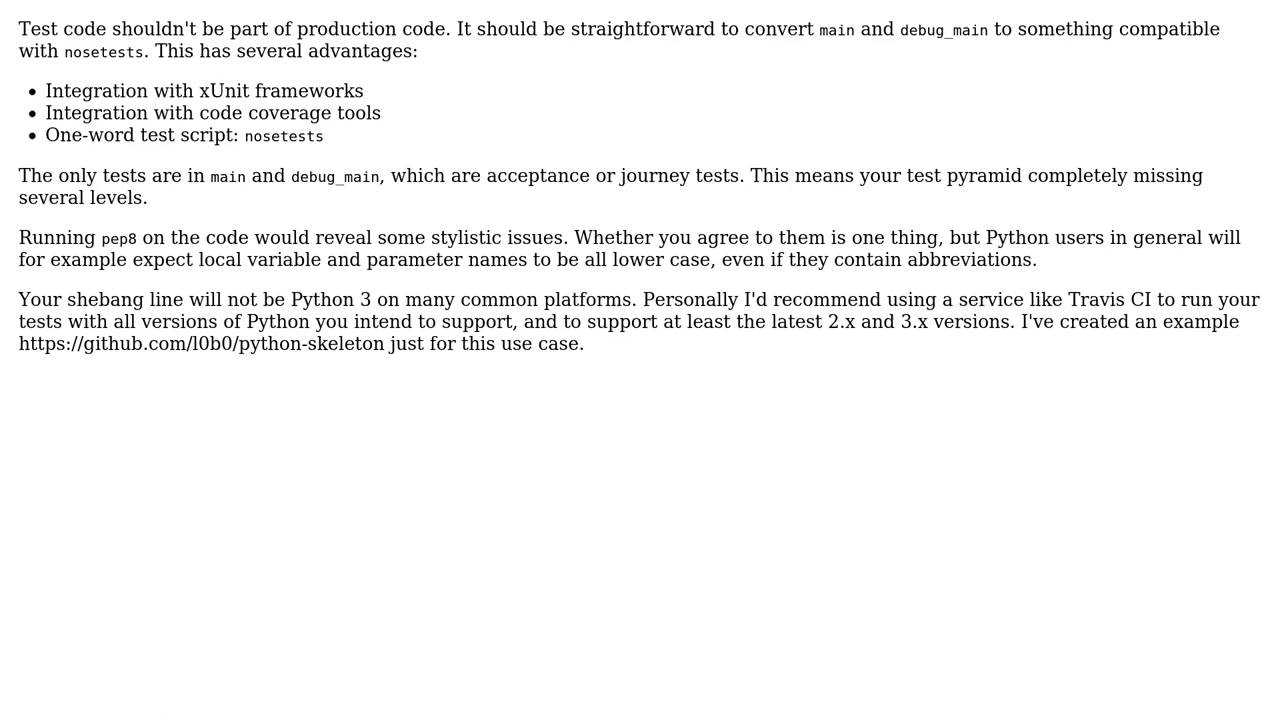 Test code shouldn't be part of production code. It should be straightforward to convert main and debug_main to something compatible
with nosetests. This has several advantages:
• Integration with xUnit frameworks
• Integration with code coverage tools
• One-word test script: nosetests
The only tests are in main and debug_main, which are acceptance or journey tests. This means your test pyramid completely missing
several levels.
Running pep8 on the code would reveal some stylistic issues. Whether you agree to them is one thing, but Python users in general will
for example expect local variable and parameter names to be all lower case, even if they contain abbreviations.
Your shebang line will not be Python 3 on many common platforms. Personally I'd recommend using a service like Travis CI to run your
tests with all versions of Python you intend to support, and to support at least the latest 2.x and 3.x versions. I've created an example
https://github.com/l0b0/python-skeleton just for this use case.